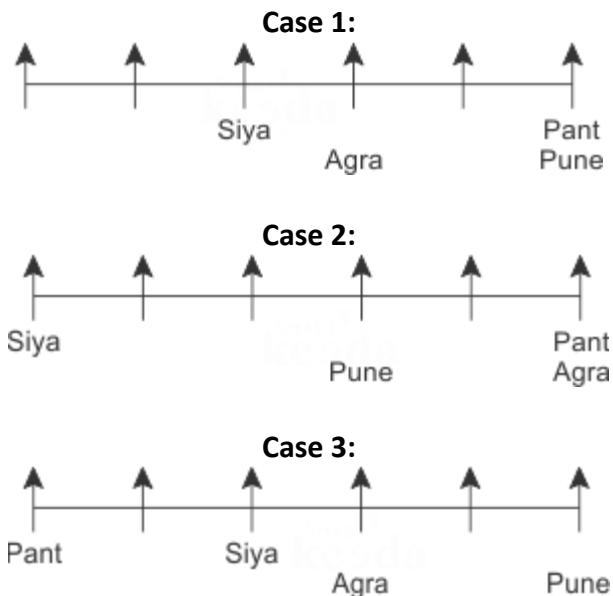 Case 1:
Siya Pant
Agra Pune
Case 2:
Siya Pant
Pune Agra
Case 3:
Pant Siya
Agra Pune